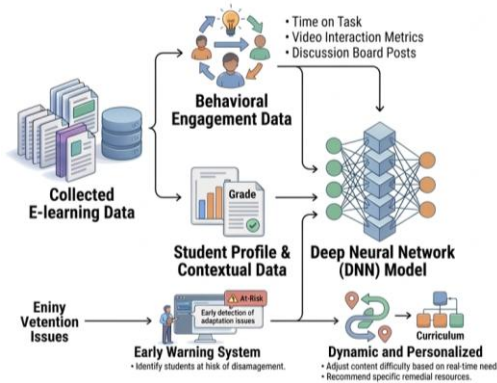 • Time on Task
• Video Interaction Metrics
• Discussion Board Posts
Behavioral
Engagement Data
Collected
E-learning Data
Grade
Student Profile &
Contextual Data
Deep Neural Network
(DNN) Model
Eniny
Vetention
Issues
At-Risk
Early detection of
adaptation issues
Early Warning System
• Identify students at hisk of disamagement.
Curriculum
Dynamic and Personalized
• Adjust content difficulty based on real-time need
• Recommend specific remedial resources.